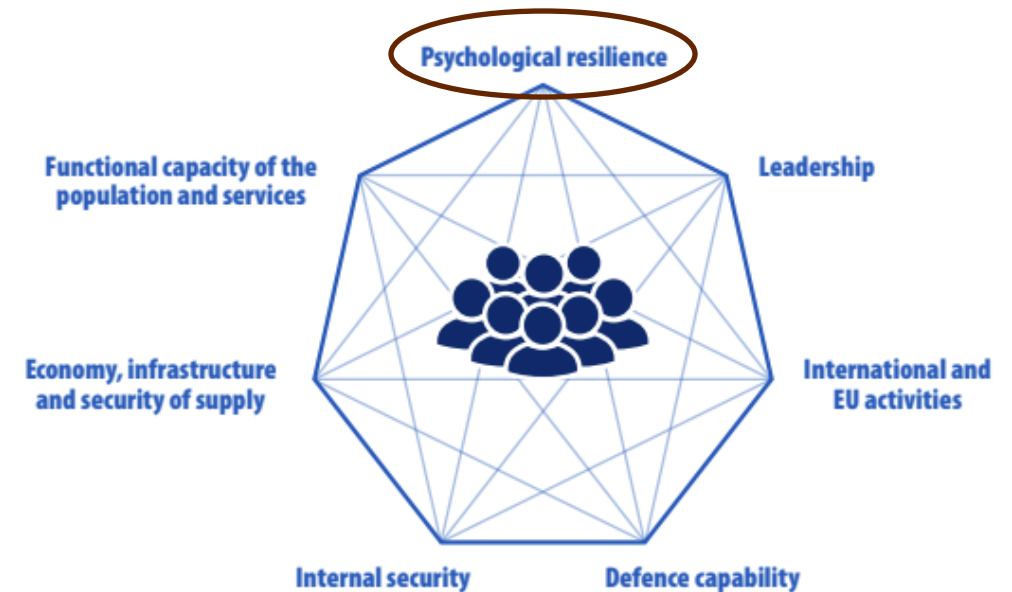 Psychological resilience
Functional capacity of the
population and services
Leadership
Economy, infrastructure
and security of supply
International and
EU activities
Internal security
Defence capability